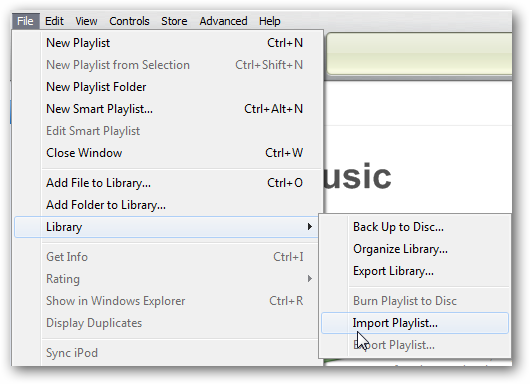 File Edit View Controls Store Advanced Help
New Playlist Ctrl+N
New Playlist from Selection Ctrl+Shift+N
New Playlist Folder
New Smart Playlist... Ctrl+Alt+N
Edit Smart Playlist
Close Window Ctrl+W
Add File to Library... Ctrl+O
Add Folder to Library...
Library
Get Info Ctrl+I
Rating
Show in Windows Explorer Ctrl+R
Display Duplicates
Sync iPod
usic
Back Up to Disc...
Organize Library...
Export Library...
Burn Playlist to Disc
Import Playlist...
Export Playlist...